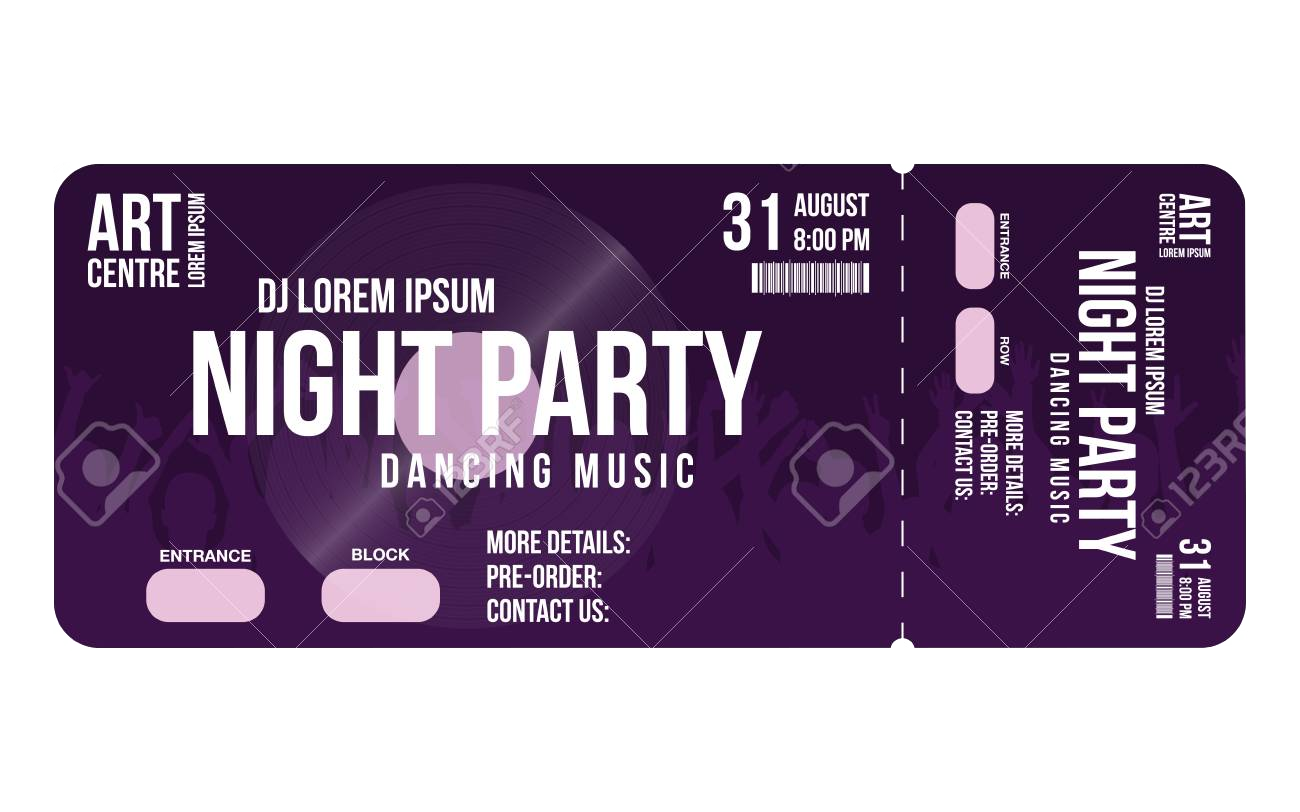 ART
CENTRE
LOREM IPSUM
31 AUGUST
8:00 PM
DJ LOREM IPSUM
NIGHT PARTY
DANCING MUSIC
ENTRANCE
BLOCK
MORE DETAILS:
PRE-ORDER:
CONTACT US:
ART
CENTRE
LOREM IPSUM
DJ LOREM IPSUM
NIGHT PARTY
DANCING MUSIC
ENTRANCE
ROW
MORE DETAILS:
PRE-ORDER:
CONTACT US:
31 AUGUST
8:00 PM
123RF
123RF